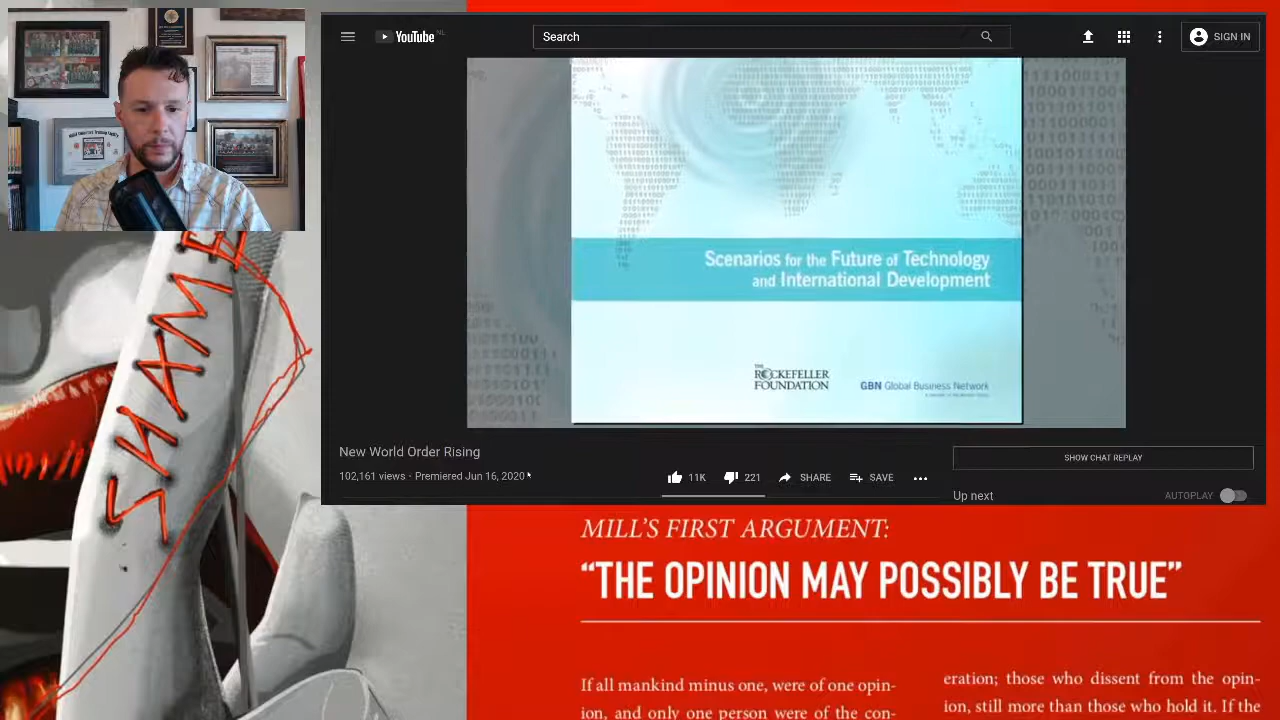 YouTube NL
Search
SIGN IN
Scenarios for the Future of Technology
and International Development
THE
ROCKEFELLER
FOUNDATION
GBN Global Business Network
New World Order Rising
102,161 views • Premiered Jun 16, 2020
11K
221
SHARE
SAVE
SHOW CHAT REPLAY
Up next
AUTOPLAY
SHAME
MILL'S FIRST ARGUMENT:
“THE OPINION MAY POSSIBLY BE TRUE”
If all mankind minus one, were of one opin-
ion, and only one person were of the con-
eration; those who dissent from the opin-
ion, still more than those who hold it. If the